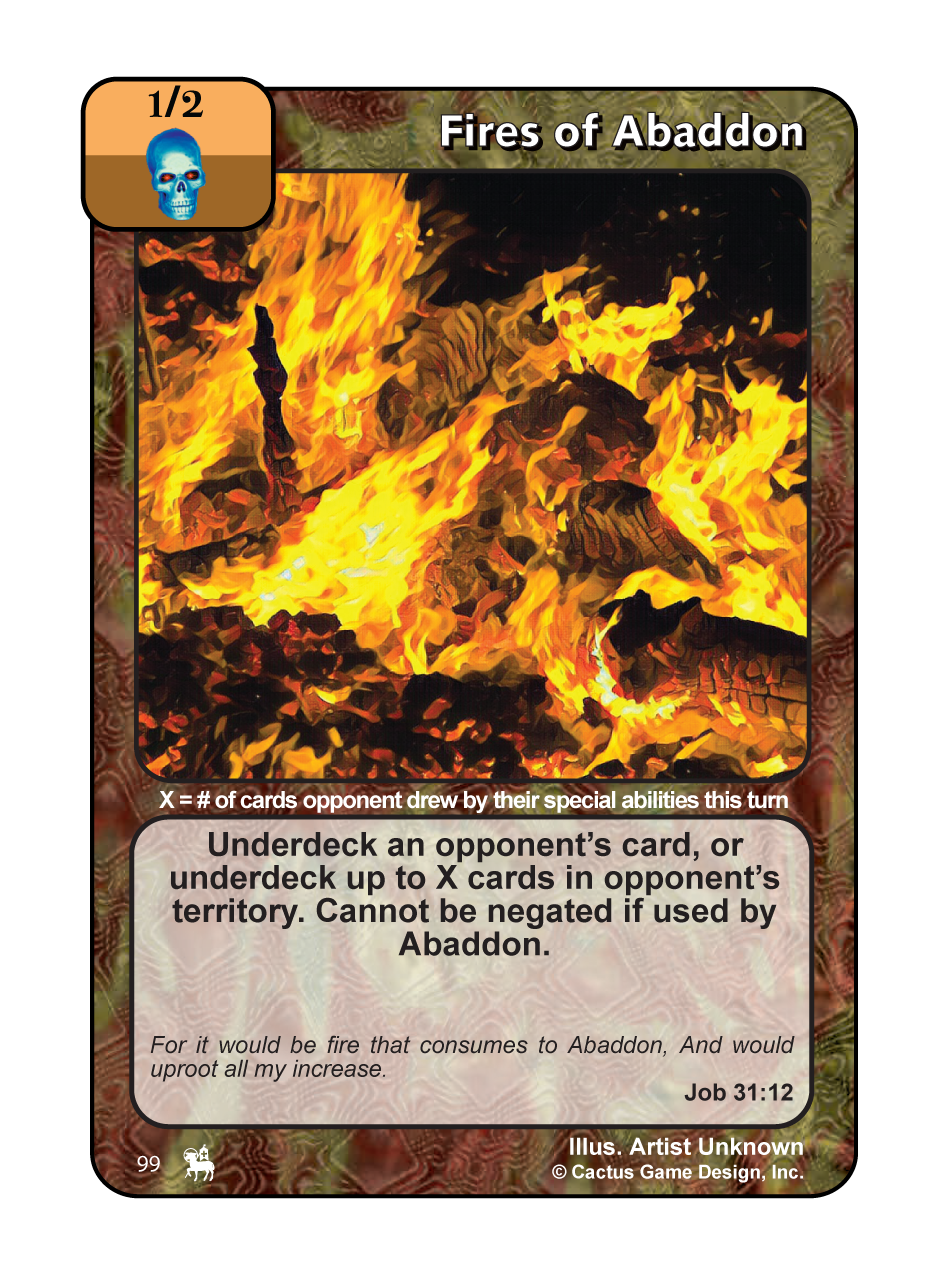 1/2
Fires of Abaddon
X = # of cards opponent drew by their special abilities this turn
Underdeck an opponent’s card, or
underdeck up to X cards in opponent’s
territory. Cannot be negated if used by
Abaddon.
For it would be fire that consumes to Abaddon, And would
uproot all my increase.
Job 31:12
Illus. Artist Unknown
99
© Cactus Game Design, Inc.